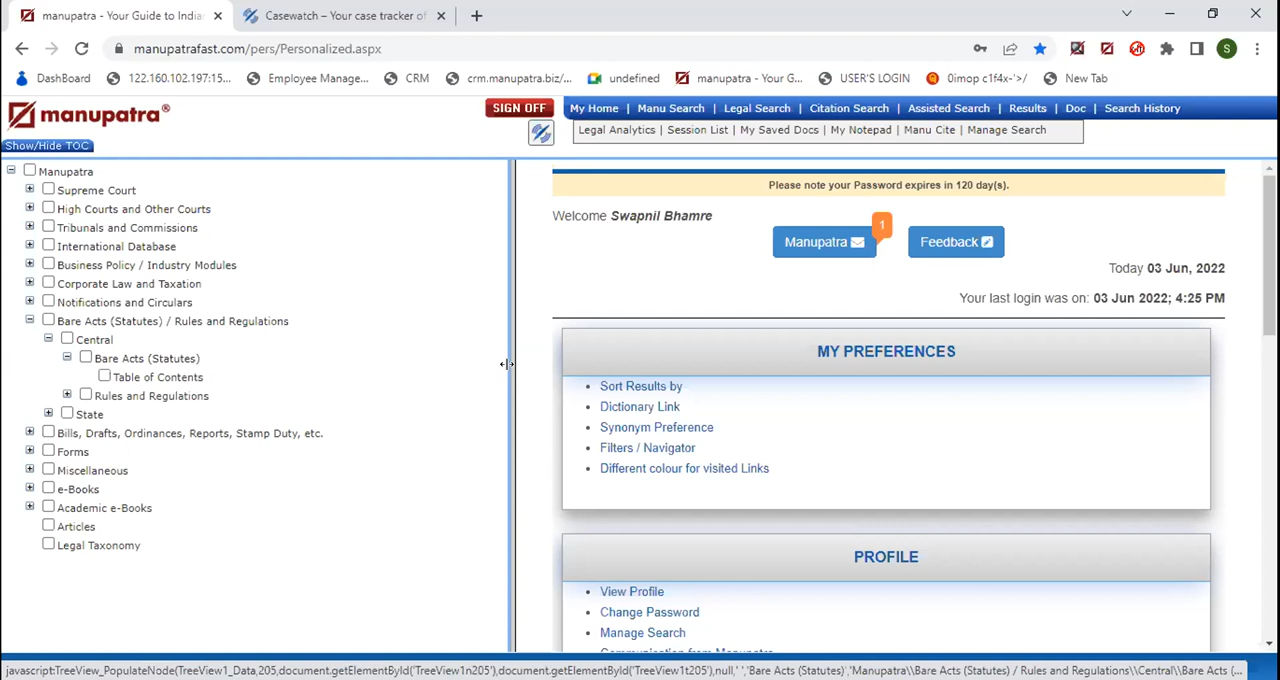 manupatra - Your Guide to India
Casewatch – Your case tracker of
manupatrafast.com/pers/Personalized.aspx
S
DashBoard
122.160.102.197:15...
Employee Manage...
CRM
crm.manupatra.biz/...
undefined
manupatra - Your G...
USER'S LOGIN
0imop c1f4x-'>/
New Tab
manupatra®
SIGN OFF
My Home | Manu Search | Legal Search | Citation Search | Assisted Search | Results | Doc | Search History
Legal Analytics | Session List | My Saved Docs | My Notepad | Manu Cite | Manage Search
Show/Hide TOC
Manupatra
Supreme Court
High Courts and Other Courts
Tribunals and Commissions
International Database
Business Policy / Industry Modules
Corporate Law and Taxation
Notifications and Circulars
Bare Acts (Statutes) / Rules and Regulations
Central
Bare Acts (Statutes)
Table of Contents
Rules and Regulations
State
Bills, Drafts, Ordinances, Reports, Stamp Duty, etc.
Forms
Miscellaneous
e-Books
Academic e-Books
Articles
Legal Taxonomy
Please note your Password expires in 120 day(s).
Welcome Swapnil Bhamre
Manupatra
1
Feedback
Today 03 Jun, 2022
Your last login was on: 03 Jun 2022; 4:25 PM
MY PREFERENCES
Sort Results by
Dictionary Link
Synonym Preference
Filters / Navigator
Different colour for visited Links
PROFILE
View Profile
Change Password
Manage Search
Communication from Manupatra
javascript:TreeView_PopulateNode(TreeView1_Data,205,document.getElementById('TreeView1n205'),document.getElementById('TreeView1t205'),null,' ','Bare Acts (Statutes)','Manupatra\\Bare Acts (Statutes) / Rules and Regulations\\Central\\Bare Acts (...